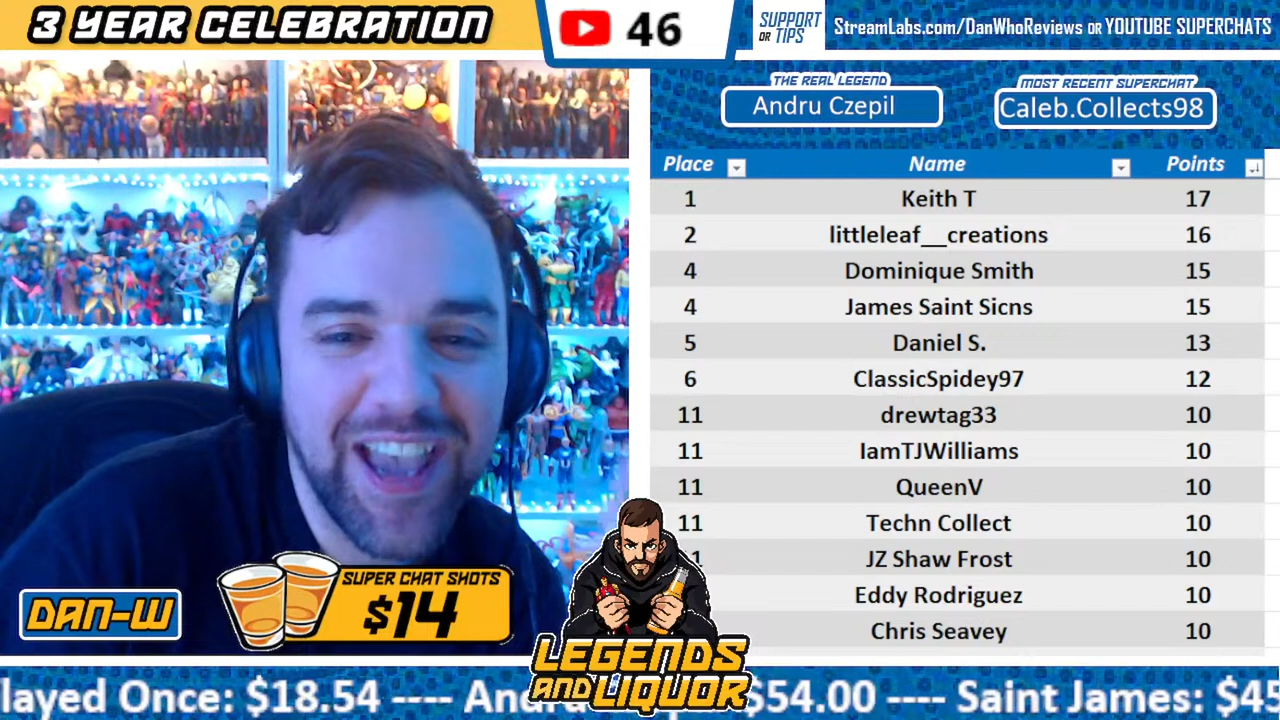 3 YEAR CELEBRATION
46
SUPPORT
OR TIPS
StreamLabs.com/DanWhoReviews OR YOUTUBE SUPERCHATS
THE REAL LEGEND
Andru Czepil
MOST RECENT SUPERCHAT
Caleb.Collects98
Place Name Points
1 Keith T 17
2 littleleaf__creations 16
4 Dominique Smith 15
4 James Saint Sicns 15
5 Daniel S. 13
6 ClassicSpidey97 12
11 drewtag33 10
11 IamTJWilliams 10
11 QueenV 10
11 Techn Collect 10
1 JZ Shaw Frost 10
Eddy Rodriguez 10
Chris Seavey 10
DAN-W
SUPER CHAT SHOTS
$14
LEGENDS
AND LIQUOR
layed Once: $18.54 ---- And $54.00 ---- Saint James: $45